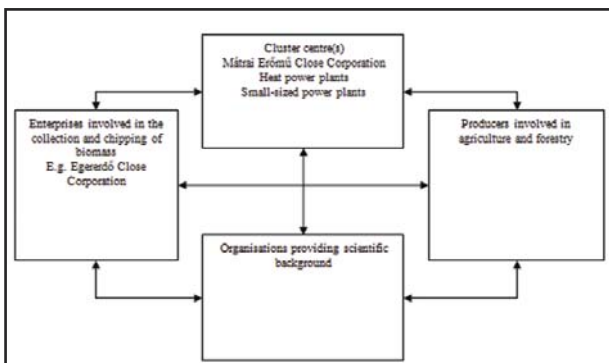 Cluster centre(s)
Mátrai Erőmű Close Corporation
Heat power plants
Small-sized power plants
Enterprises involved in the
collection and chipping of
biomass
E.g. Egererdő Close
Corporation
Producers involved in
agriculture and forestry
Organisations providing scientific
background